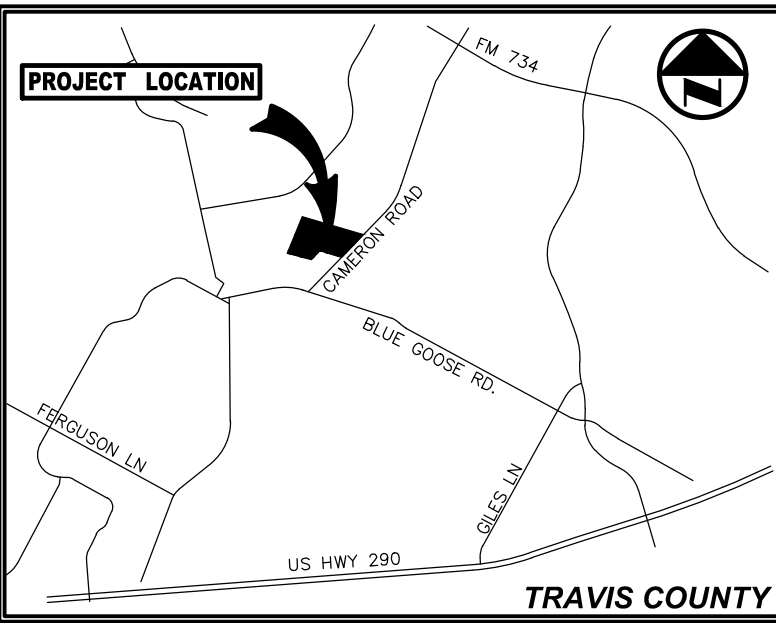 FM 734
PROJECT LOCATION
N
CAMERON ROAD
BLUE GOOSE RD.
FERGUSON LN
GILES LN
US HWY 290
TRAVIS COUNTY